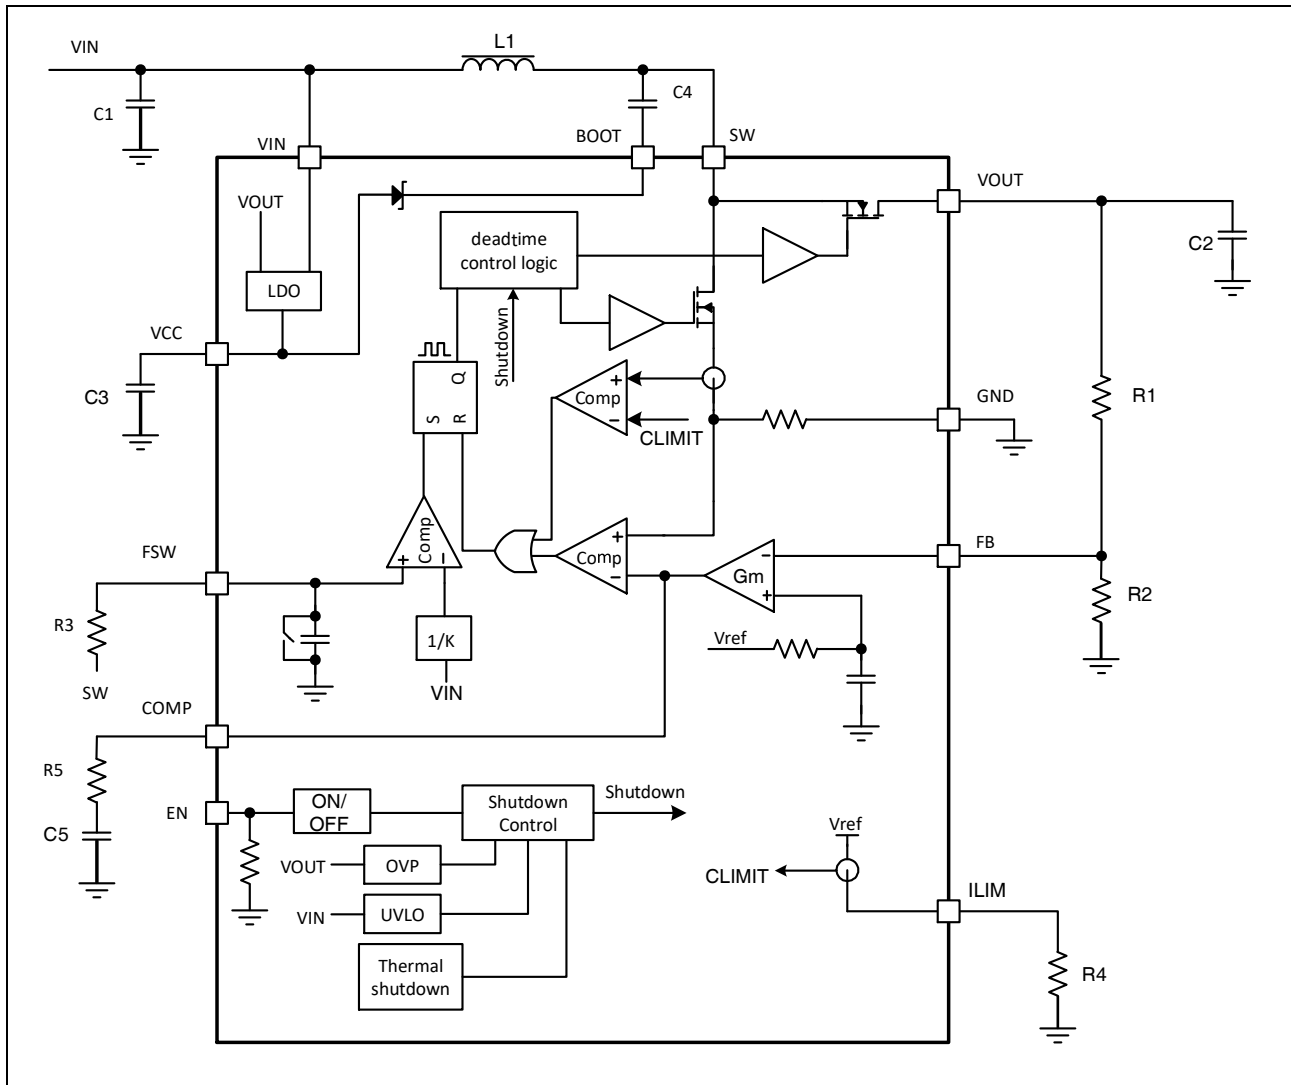 VIN
L1
C1
C4
VIN
BOOT
SW
VOUT
VOUT
C2
deadtime
control logic
LDO
VCC
Shutdown
C3
Q
S
R
+
Comp
−
CLIMIT
GND
R1
FSW
Comp
+
−
+
Comp
−
−
Gm
+
FB
R2
R3
SW
1/K
VIN
Vref
COMP
R5
C5
EN
ON/
OFF
Shutdown
Control
Shutdown
VOUT
OVP
VIN
UVLO
Thermal
shutdown
Vref
CLIMIT
ILIM
R4